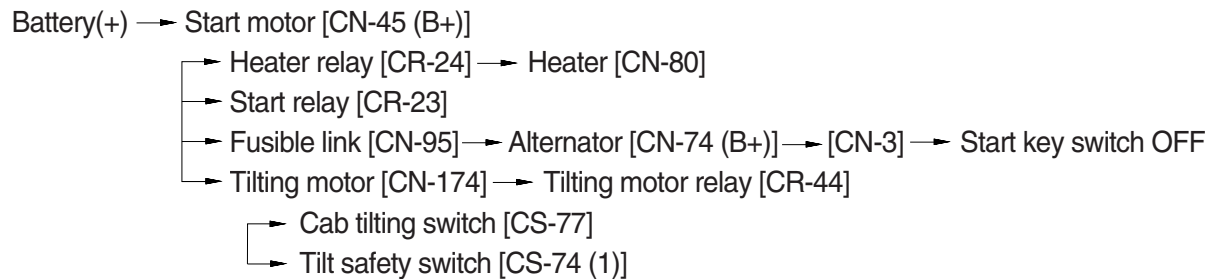 Battery(+) → Start motor [CN-45 (B+)]
→ Heater relay [CR-24] → Heater [CN-80]
→ Start relay [CR-23]
→ Fusible link [CN-95] → Alternator [CN-74 (B+)] → [CN-3] → Start key switch OFF
→ Tilting motor [CN-174] → Tilting motor relay [CR-44]
→ Cab tilting switch [CS-77]
→ Tilt safety switch [CS-74 (1)]